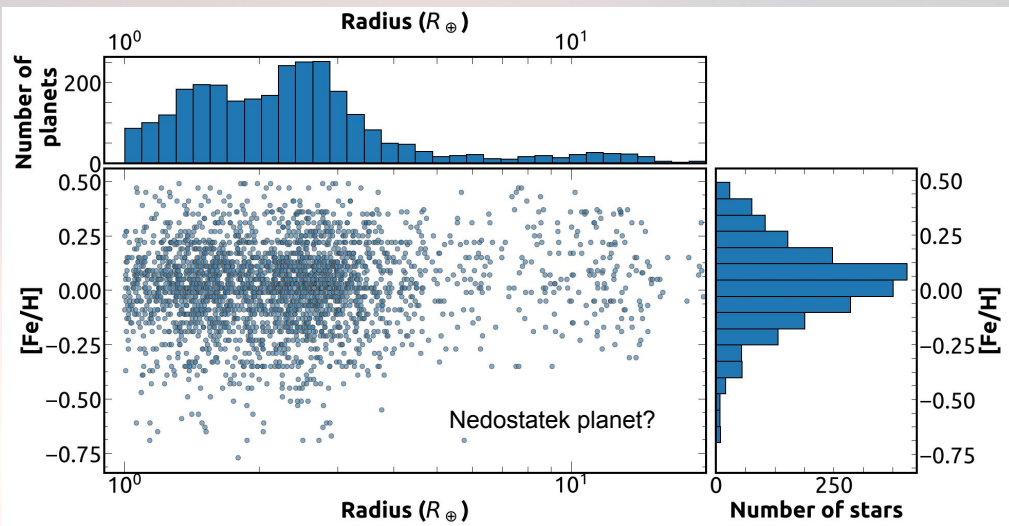 Radius (R⊕)
10⁰ 10¹
Number of
planets
200
0
[Fe/H]
0.50
0.25
0.00
−0.25
−0.50
−0.75
Nedostatek planet?
10⁰ 10¹
Radius (R⊕)
0.50
0.25
0.00
−0.25
−0.50
−0.75
[Fe/H]
0 250
Number of stars